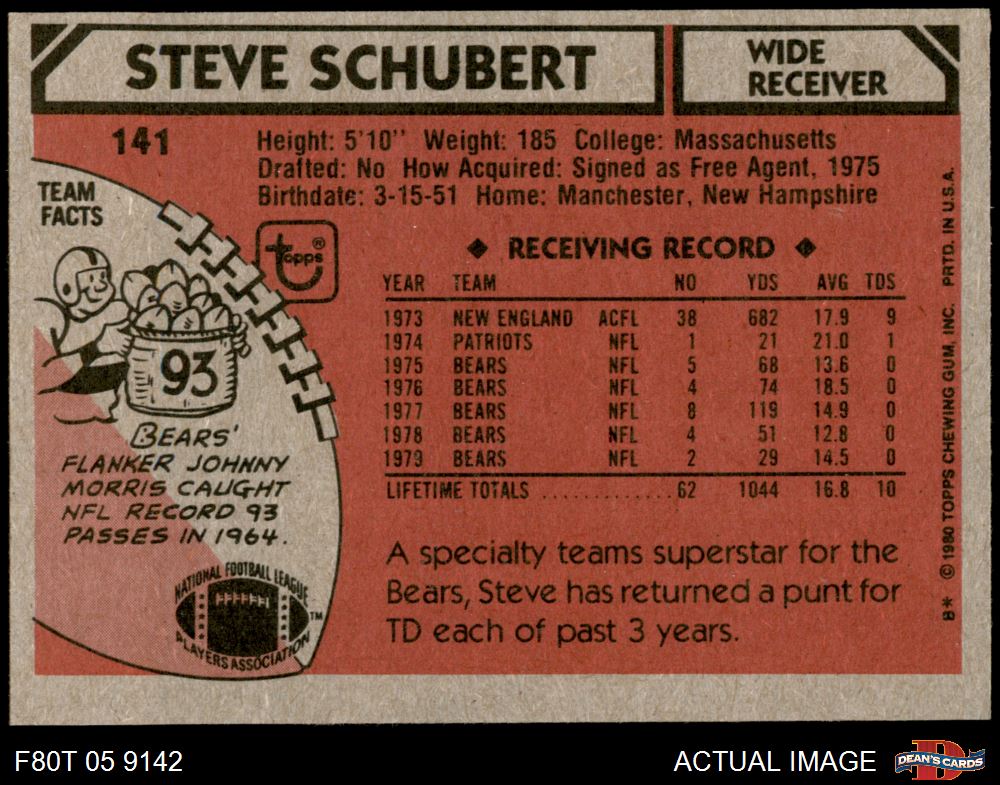 STEVE SCHUBERT
WIDE
RECEIVER
141
Height: 5'10'' Weight: 185 College: Massachusetts
Drafted: No How Acquired: Signed as Free Agent, 1975
Birthdate: 3-15-51 Home: Manchester, New Hampshire
TEAM
FACTS
93
BEARS'
FLANKER JOHNNY
MORRIS CAUGHT
NFL RECORD 93
PASSES IN 1964.
NATIONAL FOOTBALL LEAGUE
PLAYERS ASSOCIATION
TM
topps®
◆ RECEIVING RECORD ◆
YEAR TEAM NO YDS AVG TDS
1973 NEW ENGLAND ACFL 38 682 17.9 9
1974 PATRIOTS NFL 1 21 21.0 1
1975 BEARS NFL 5 68 13.6 0
1976 BEARS NFL 4 74 18.5 0
1977 BEARS NFL 8 119 14.9 0
1978 BEARS NFL 4 51 12.8 0
1979 BEARS NFL 2 29 14.5 0
LIFETIME TOTALS ............. 62 1044 16.8 10
A specialty teams superstar for the
Bears, Steve has returned a punt for
TD each of past 3 years.
8* © 1980 TOPPS CHEWING GUM, INC. PRTD. IN U.S.A.
F80T 05 9142
ACTUAL IMAGE
D
DEAN'S CARDS